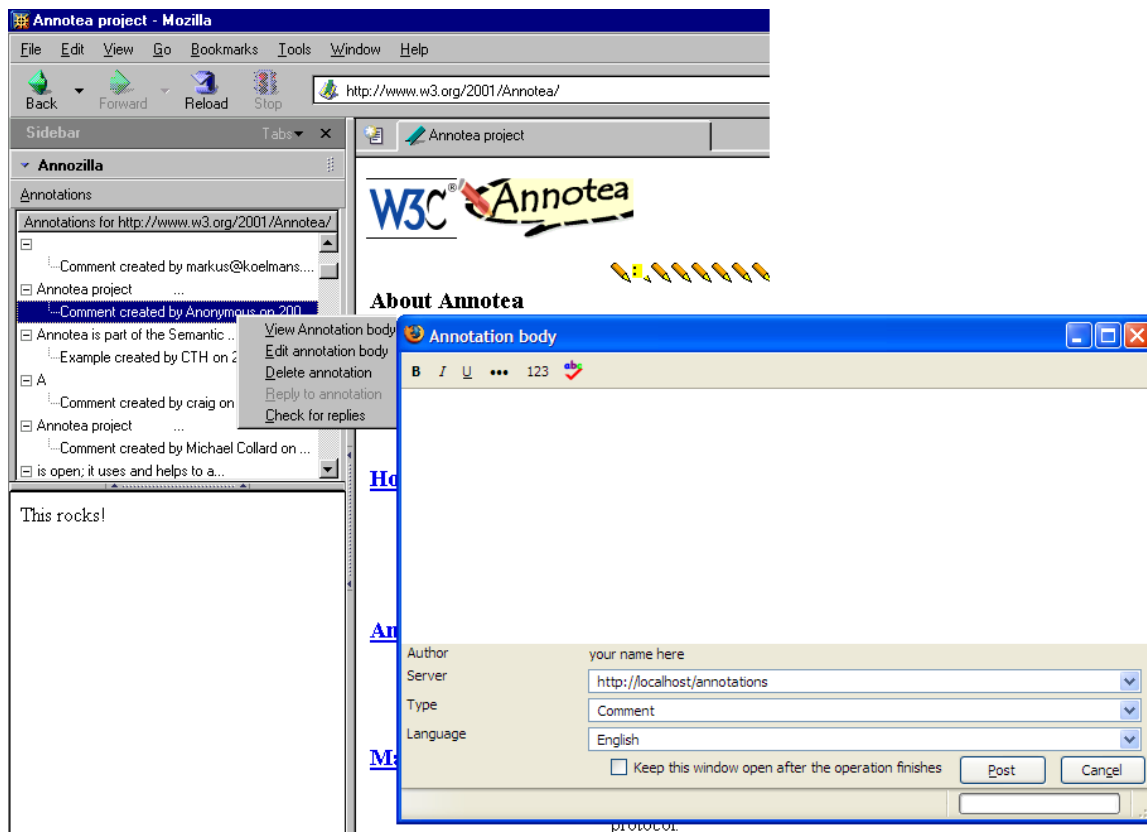 Annotea project - Mozilla
File Edit View Go Bookmarks Tools Window Help
Back Forward Reload Stop http://www.w3.org/2001/Annotea/
Sidebar Tabs
Annotea project
Annozilla
Annotations
Annotations for http://www.w3.org/2001/Annotea/
Comment created by markus@koelmans....
Annotea project ...
Comment created by Anonymous on 200...
Annotea is part of the Semantic ...
Example created by CTH on 2
A
Comment created by craig on
Annotea project ...
Comment created by Michael Collard on ...
is open; it uses and helps to a...
This rocks!
View Annotation body
Edit annotation body
Delete annotation
Reply to annotation
Check for replies
W3C® Annotea
About Annotea
Ho
An
Ma
protocol.
Annotation body
B I U ••• 123 abc
Author your name here
Server http://localhost/annotations
Type Comment
Language English
Keep this window open after the operation finishes Post Cancel